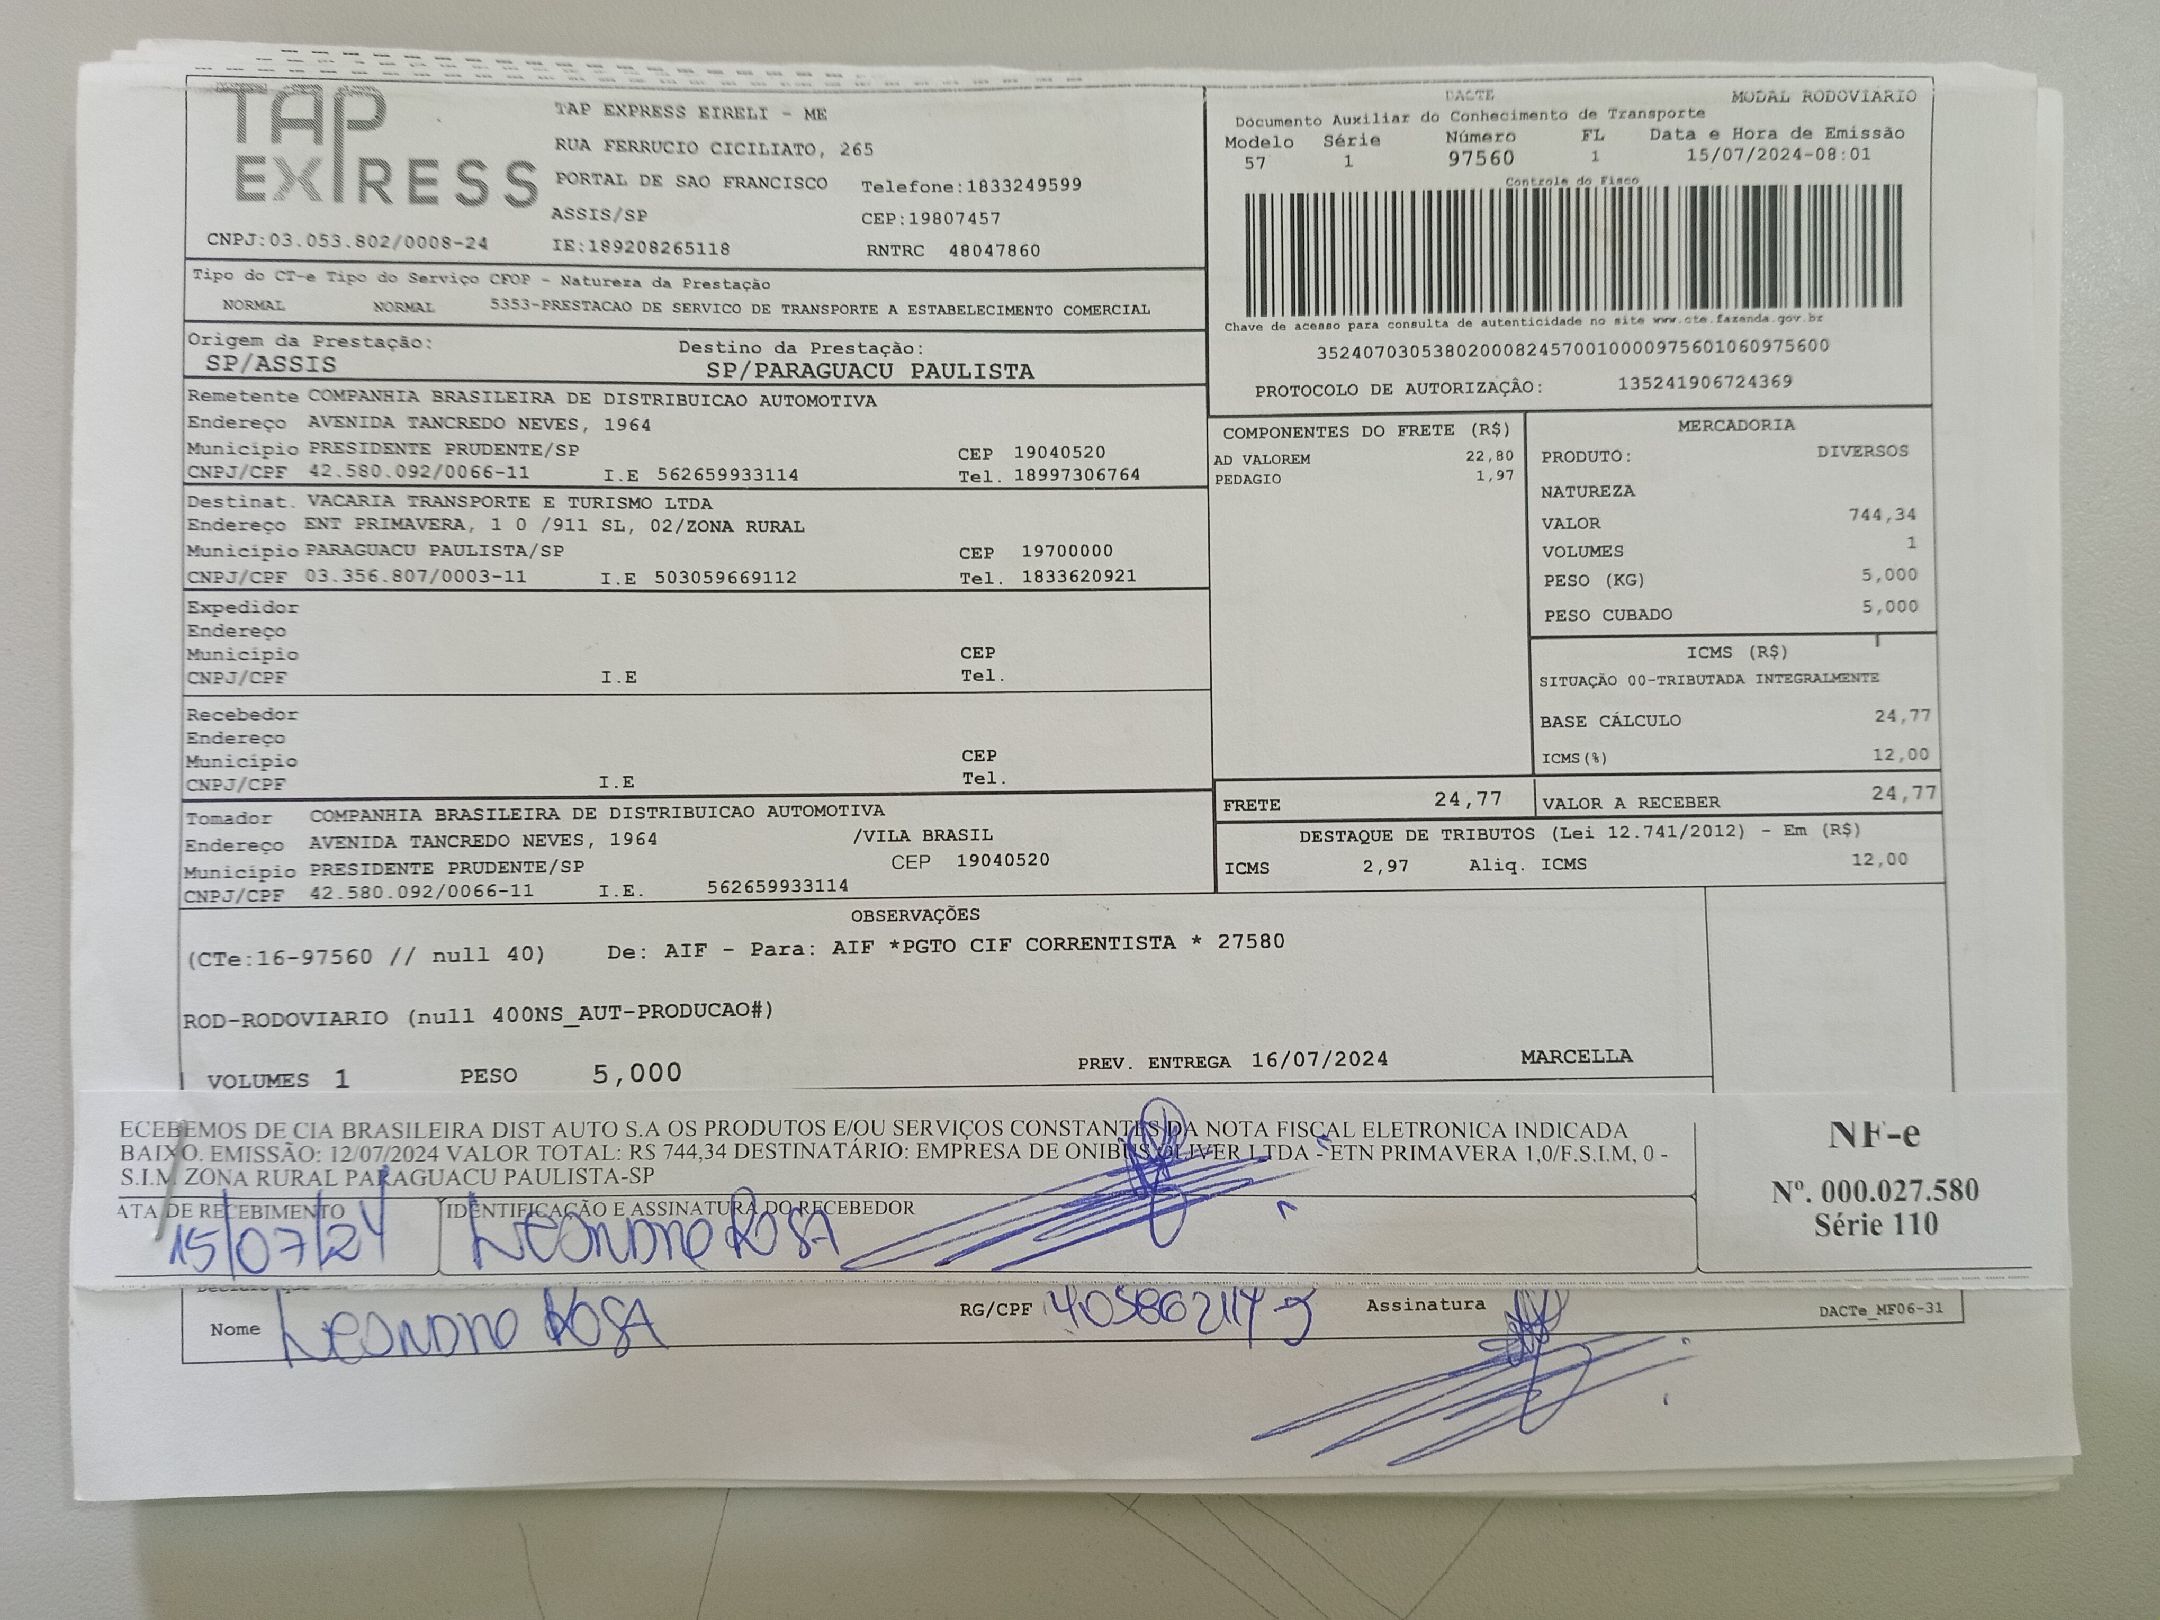 TAP EXPRESS
TAP EXPRESS EIRELI - ME
RUA FERRUCIO CICILIATO, 265
PORTAL DE SAO FRANCISCO Telefone:1833249599
ASSIS/SP CEP:19807457
CNPJ:03.053.802/0008-24 IE:189208265118 RNTRC 48047860
DACTE MODAL RODOVIÁRIO
Documento Auxiliar do Conhecimento de Transporte
Modelo Série Número FL Data e Hora de Emissão
57 1 97560 1 15/07/2024-08:01
Controle do Fisco
Chave de acesso para consulta de autenticidade no site www.cte.fazenda.gov.br
35240703053802000824570010000975601060975600
PROTOCOLO DE AUTORIZAÇÃO: 135241906724369
Tipo do CT-e Tipo do Serviço CFOP - Natureza da Prestação
NORMAL NORMAL 5353-PRESTACAO DE SERVICO DE TRANSPORTE A ESTABELECIMENTO COMERCIAL
Origem da Prestação: Destino da Prestação:
SP/ASSIS SP/PARAGUACU PAULISTA
Remetente COMPANHIA BRASILEIRA DE DISTRIBUICAO AUTOMOTIVA
Endereço AVENIDA TANCREDO NEVES, 1964
Município PRESIDENTE PRUDENTE/SP CEP 19040520
CNPJ/CPF 42.580.092/0066-11 I.E 562659933114 Tel. 18997306764
Destinat. VACARIA TRANSPORTE E TURISMO LTDA
Endereço ENT PRIMAVERA, 1 0 /911 SL, 02/ZONA RURAL
Município PARAGUACU PAULISTA/SP CEP 19700000
CNPJ/CPF 03.356.807/0003-11 I.E 503059669112 Tel. 1833620921
Expedidor
Endereço
Município CEP
CNPJ/CPF I.E Tel.
Recebedor
Endereço
Município CEP
CNPJ/CPF I.E Tel.
Tomador COMPANHIA BRASILEIRA DE DISTRIBUICAO AUTOMOTIVA
Endereço AVENIDA TANCREDO NEVES, 1964 /VILA BRASIL
Município PRESIDENTE PRUDENTE/SP CEP 19040520
CNPJ/CPF 42.580.092/0066-11 I.E. 562659933114
COMPONENTES DO FRETE (R$)
AD VALOREM 22,80
PEDAGIO 1,97
MERCADORIA
PRODUTO: DIVERSOS
NATUREZA
VALOR 744,34
VOLUMES 1
PESO (KG) 5,000
PESO CUBADO 5,000
ICMS (R$)
SITUAÇÃO 00-TRIBUTADA INTEGRALMENTE
BASE CÁLCULO 24,77
ICMS(%) 12,00
FRETE 24,77 VALOR A RECEBER 24,77
DESTAQUE DE TRIBUTOS (Lei 12.741/2012) - Em (R$)
ICMS 2,97 Aliq. ICMS 12,00
OBSERVAÇÕES
(CTe:16-97560 // null 40) De: AIF - Para: AIF *PGTO CIF CORRENTISTA * 27580
ROD-RODOVIARIO (null 400NS_AUT-PRODUCAO#)
VOLUMES 1 PESO 5,000 PREV. ENTREGA 16/07/2024 MARCELLA
ECEBEMOS DE CIA BRASILEIRA DIST AUTO S.A OS PRODUTOS E/OU SERVIÇOS CONSTANTES DA NOTA FISCAL ELETRONICA INDICADA
BAIXO. EMISSÃO: 12/07/2024 VALOR TOTAL: R$ 744,34 DESTINATÁRIO: EMPRESA DE ONIBUS OLIVER LTDA - ETN PRIMAVERA 1,0/F.S.I.M, 0 -
S.I.M ZONA RURAL PARAGUACU PAULISTA-SP
ATA DE RECEBIMENTO IDENTIFICAÇÃO E ASSINATURA DO RECEBEDOR
15/07/24 Leandro Rosa
NF-e
Nº. 000.027.580
Série 110
Nome Leandro Rosa RG/CPF Assinatura DACTe_MF06-31